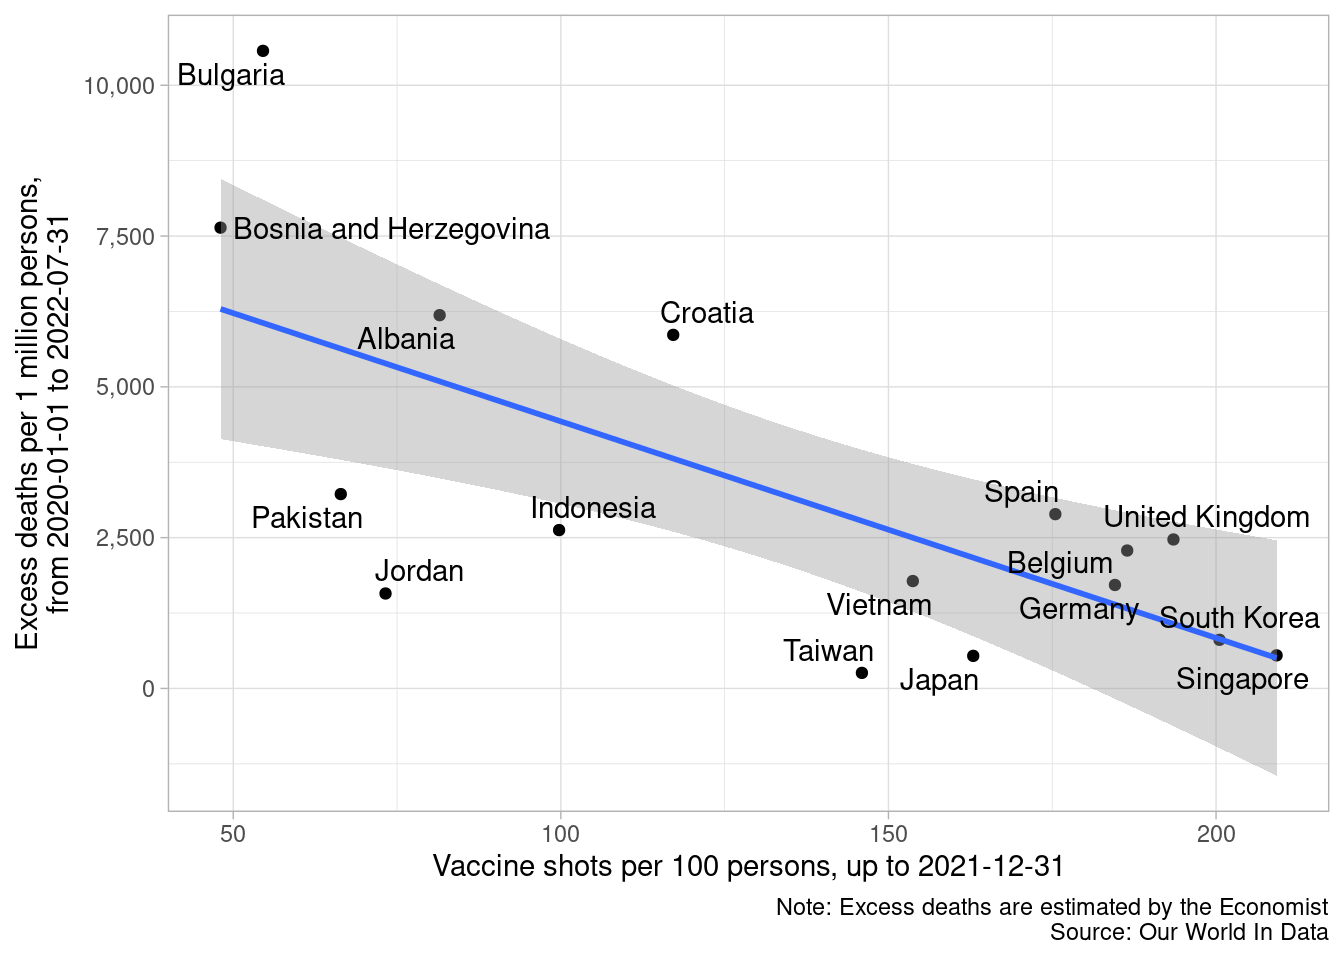 Excess deaths per 1 million persons,
from 2020-01-01 to 2022-07-31
10,000
7,500
5,000
2,500
0
Bulgaria
Bosnia and Herzegovina
Croatia
Albania
Spain
Indonesia
Pakistan
United Kingdom
Belgium
Jordan
Vietnam
Germany
South Korea
Taiwan
Japan
Singapore
50
100
150
200
Vaccine shots per 100 persons, up to 2021-12-31
Note: Excess deaths are estimated by the Economist
Source: Our World In Data